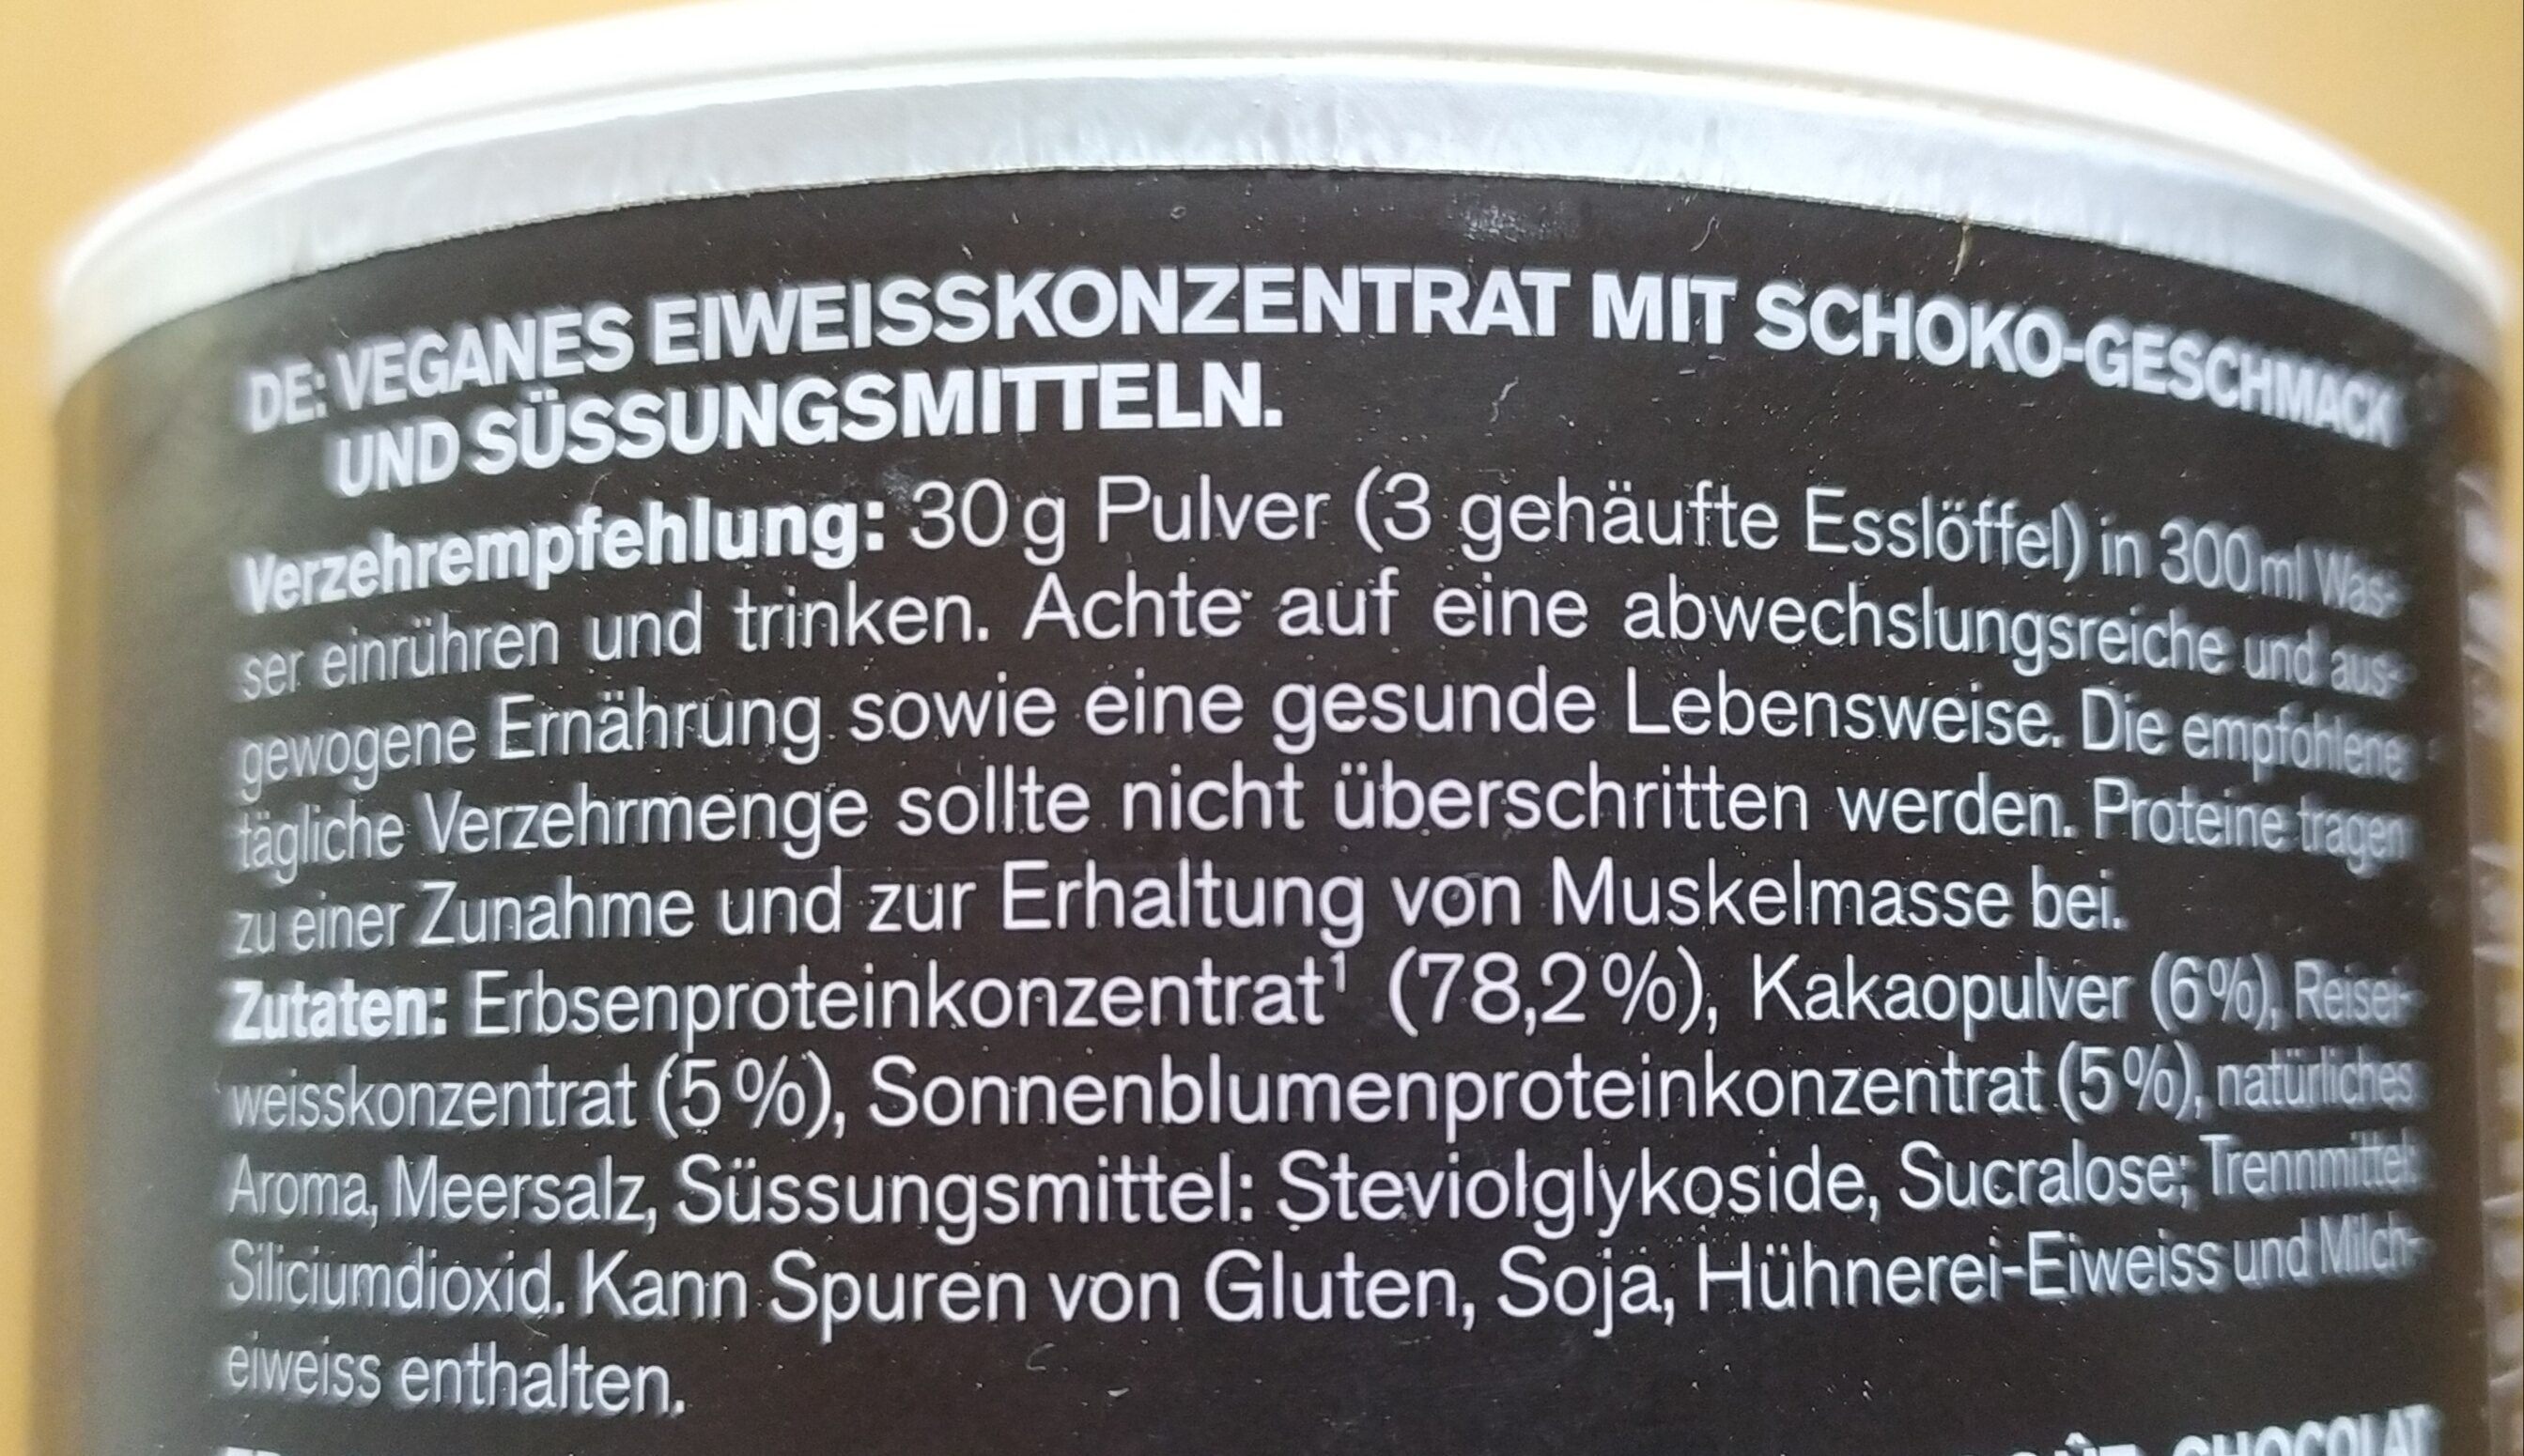 DE: VEGANES EIWEISSKONZENTRAT MIT SCHOKO-GESCHMACK
UND SÜSSUNGSMITTELN.
Verzehrempfehlung: 30 g Pulver (3 gehäufte Esslöffel) in 300 ml Was-
ser einrühren und trinken. Achte auf eine abwechslungsreiche und aus-
gewogene Ernährung sowie eine gesunde Lebensweise. Die empfohlene
tägliche Verzehrmenge sollte nicht überschritten werden. Proteine tragen
zu einer Zunahme und zur Erhaltung von Muskelmasse bei.
Zutaten: Erbsenproteinkonzentrat¹ (78,2 %), Kakaopulver (6%), Reisei-
weisskonzentrat (5 %), Sonnenblumenproteinkonzentrat (5 %), natürliches
Aroma, Meersalz, Süssungsmittel: Steviolglykoside, Sucralose; Trennmittel:
Siliciumdioxid. Kann Spuren von Gluten, Soja, Hühnerei-Eiweiss und Milch-
eiweiss enthalten.
CHOCOLAT